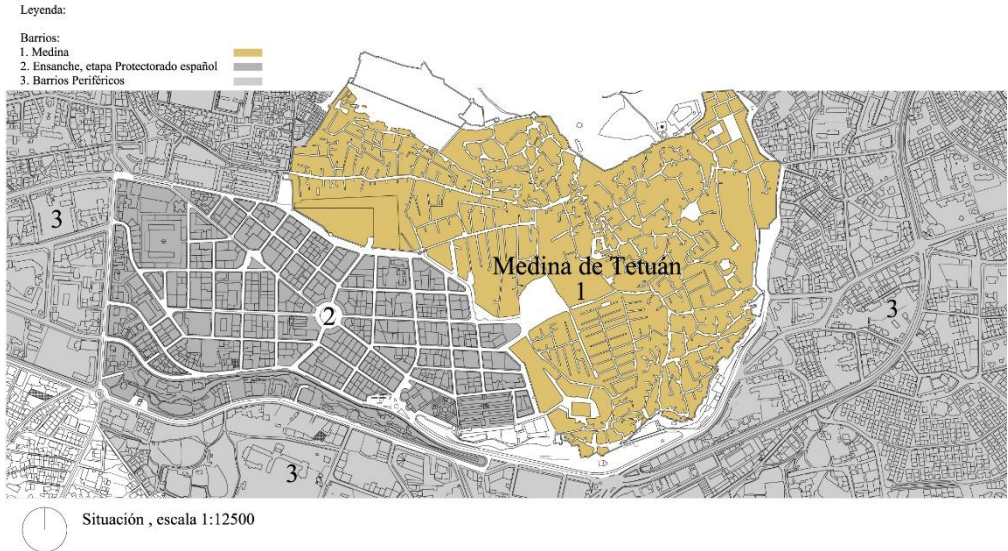 Leyenda:
Barrios:
1. Medina
2. Ensanche, etapa Protectorado español
3. Barrios Periféricos
3
Medina de Tetuán
1
2
3
3
Situación , escala 1:12500